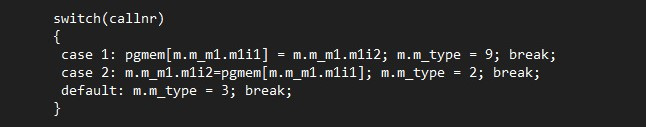 switch(callnr)
{
case 1: pgmem[m.m_m1.m1i1] = m.m_m1.m1i2; m.m_type = 9; break;
case 2: m.m_m1.m1i2=pgmem[m.m_m1.m1i1]; m.m_type = 2; break;
default: m.m_type = 3; break;
}